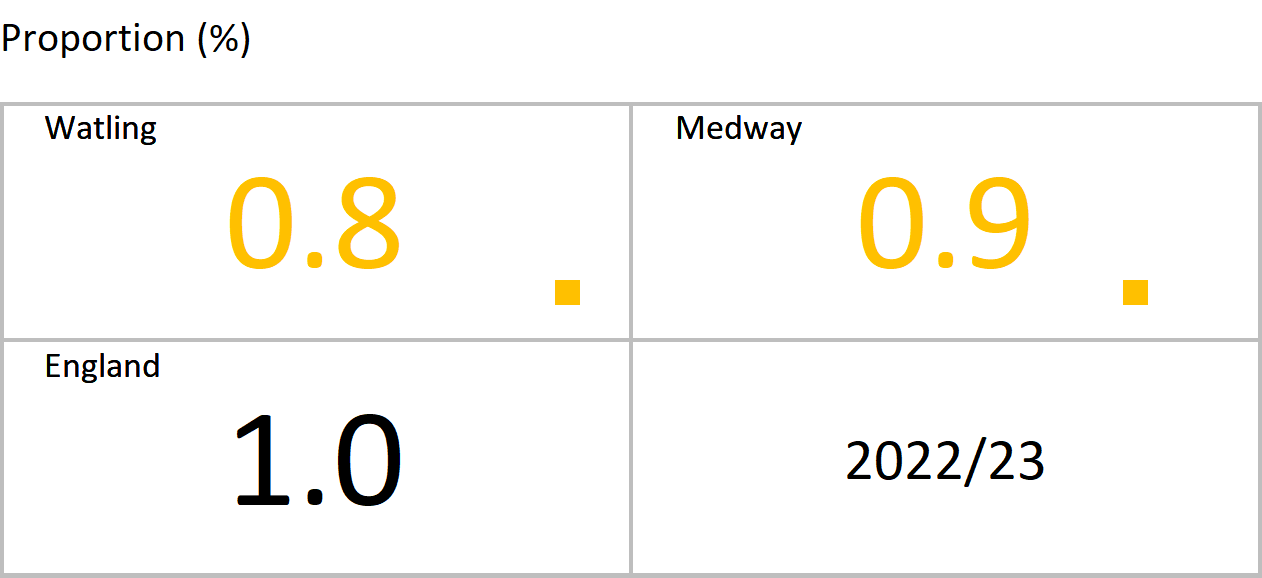 Proportion (%)
Watling
0.8
Medway
0.9
England
1.0
2022/23